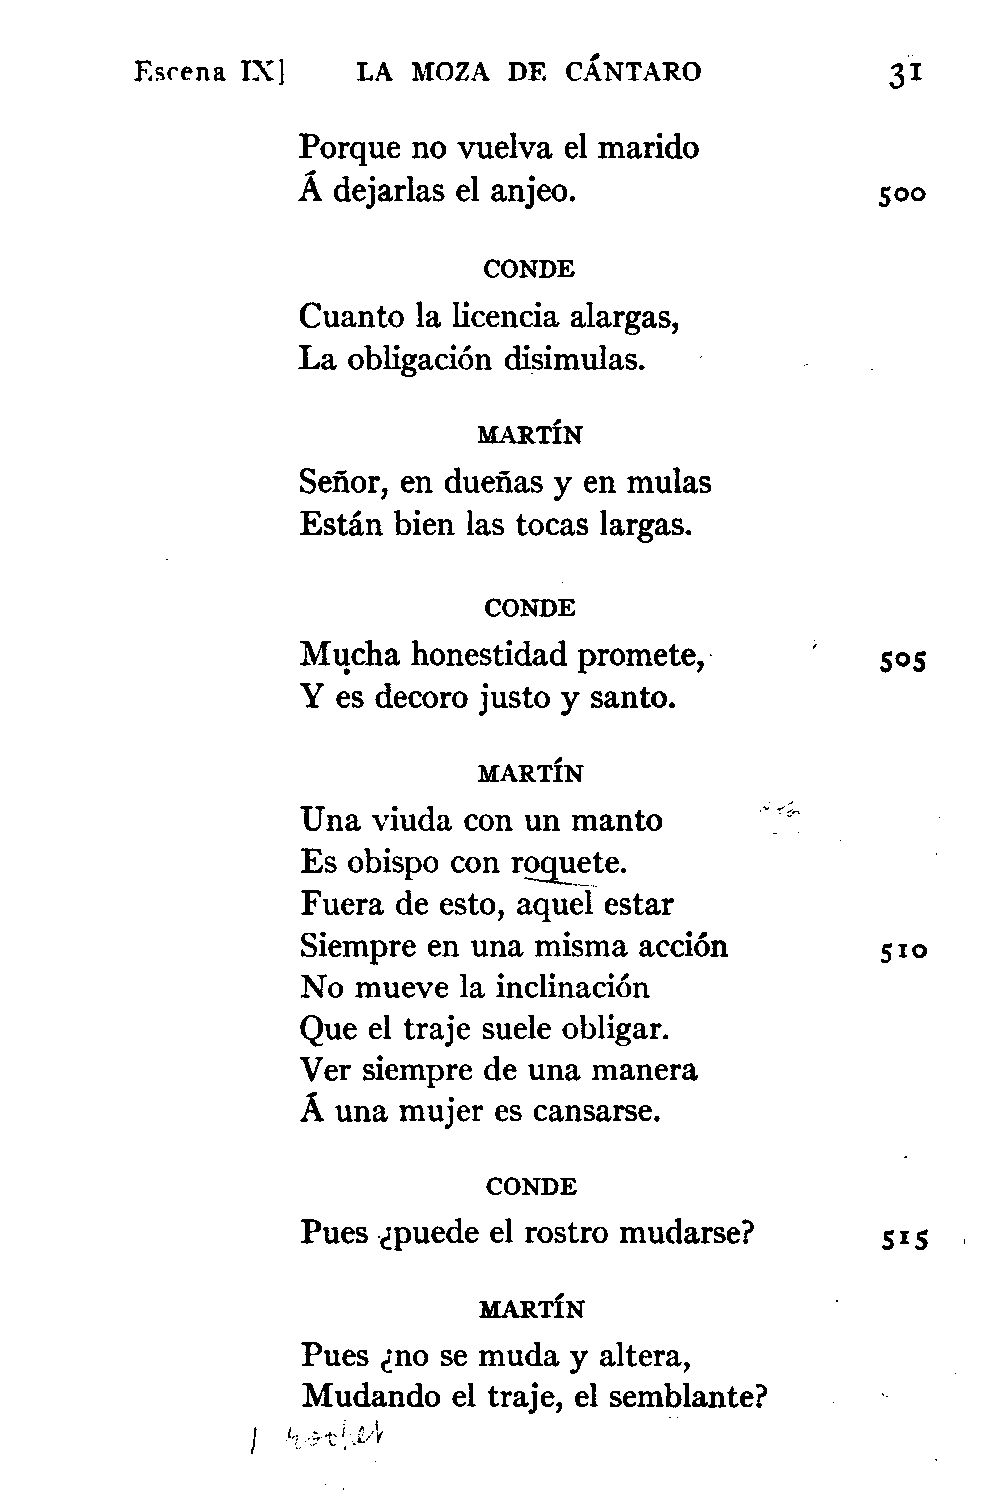 Escena IX] LA MOZA DE CÁNTARO 31
Porque no vuelva el marido
Á dejarlas el anjeo. 500
CONDE
Cuanto la licencia alargas,
La obligación disimulas.
MARTÍN
Señor, en dueñas y en mulas
Están bien las tocas largas.
CONDE
Mucha honestidad promete, 505
Y es decoro justo y santo.
MARTÍN
Una viuda con un manto
Es obispo con roquete.
Fuera de esto, aquel estar
Siempre en una misma acción 510
No mueve la inclinación
Que el traje suele obligar.
Ver siempre de una manera
Á una mujer es cansarse.
CONDE
Pues ¿puede el rostro mudarse? 515
MARTÍN
Pues ¿no se muda y altera,
Mudando el traje, el semblante?